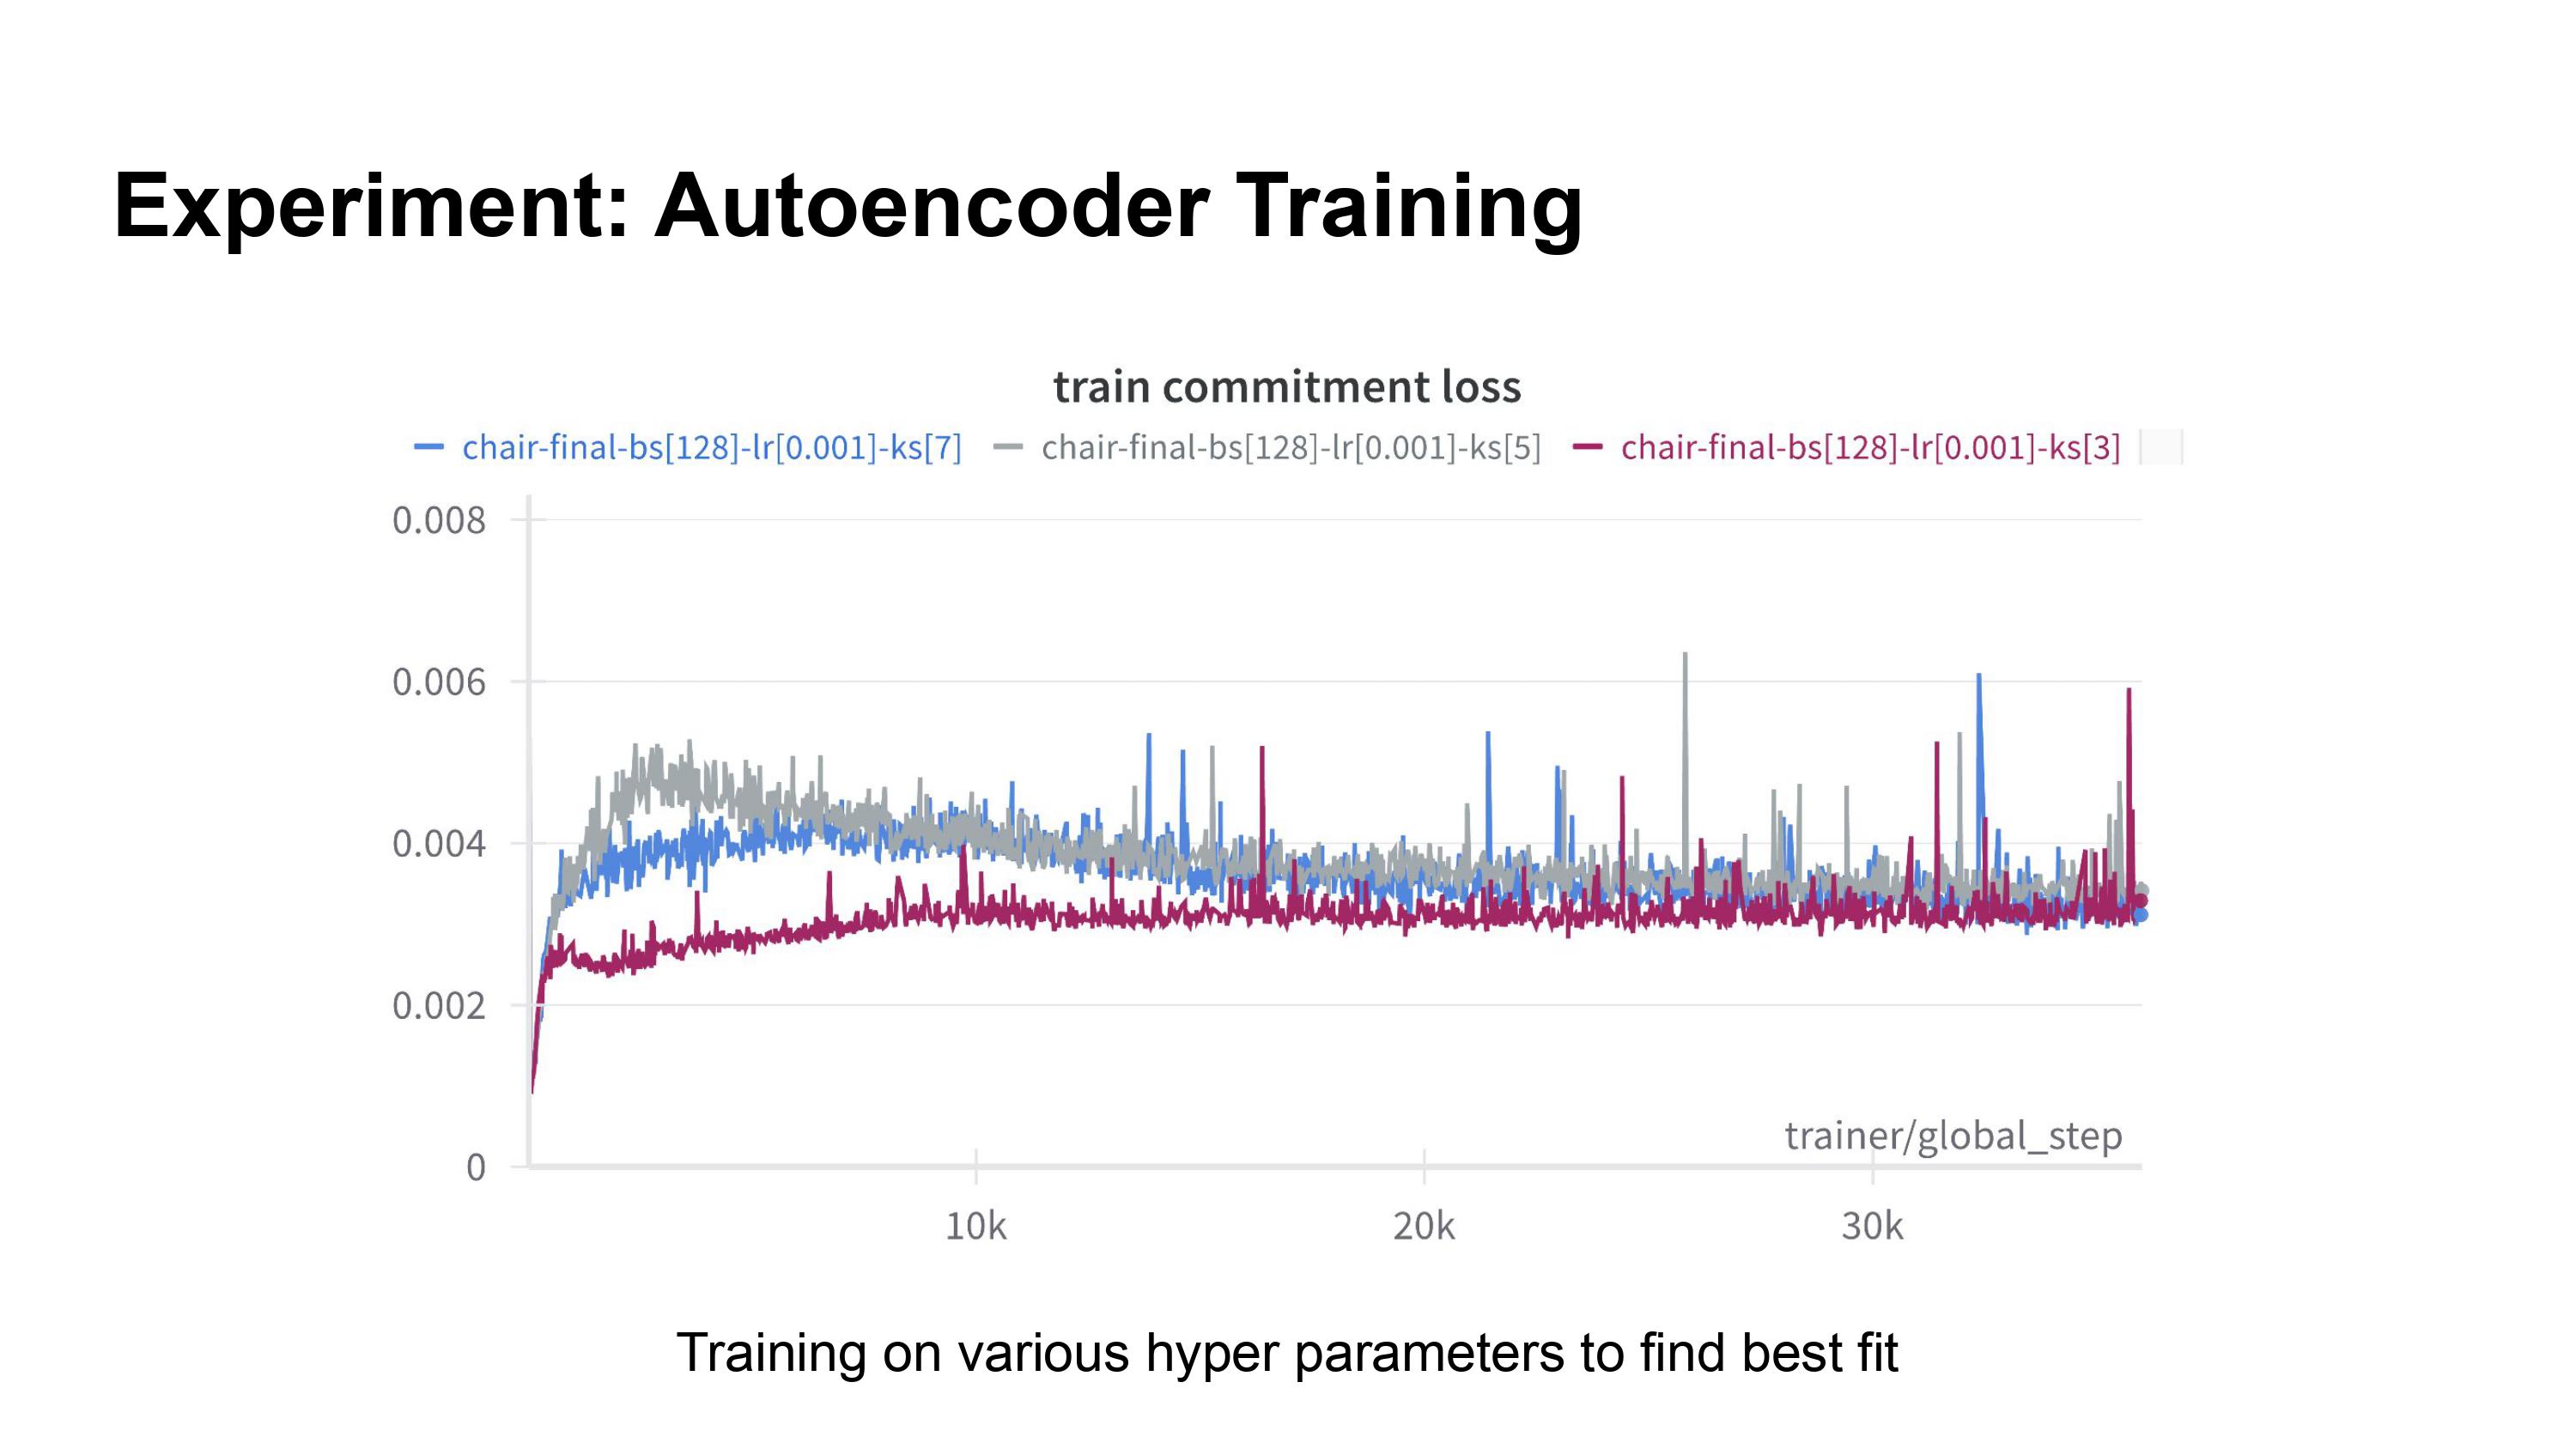 Experiment: Autoencoder Training
train commitment loss
chair-final-bs[128]-lr[0.001]-ks[7] chair-final-bs[128]-lr[0.001]-ks[5] chair-final-bs[128]-lr[0.001]-ks[3]
0.008
0.006
0.004
0.002
trainer/global_step
0
10k 20k 30k
Training on various hyper parameters to find best fit